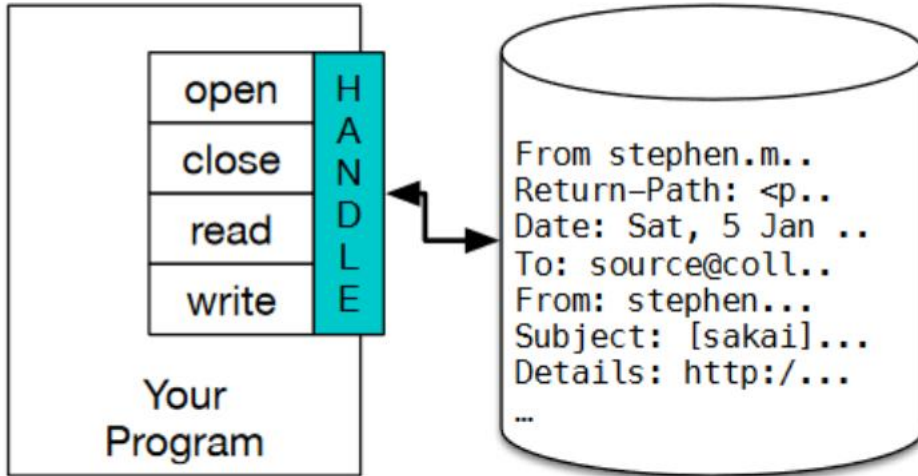 open
close
read
write
HANDLE
Your
Program
From stephen.m..
Return-Path: <p..
Date: Sat, 5 Jan ..
To: source@coll..
From: stephen...
Subject: [sakai]...
Details: http:/...
…